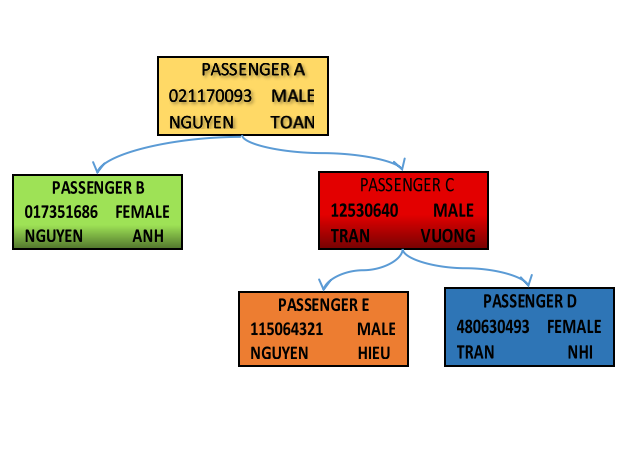 PASSENGER A
021170093 MALE
NGUYEN TOAN
PASSENGER B
017351686 FEMALE
NGUYEN ANH
PASSENGER C
12530640 MALE
TRAN VUONG
PASSENGER E
115064321 MALE
NGUYEN HIEU
PASSENGER D
480630493 FEMALE
TRAN NHI